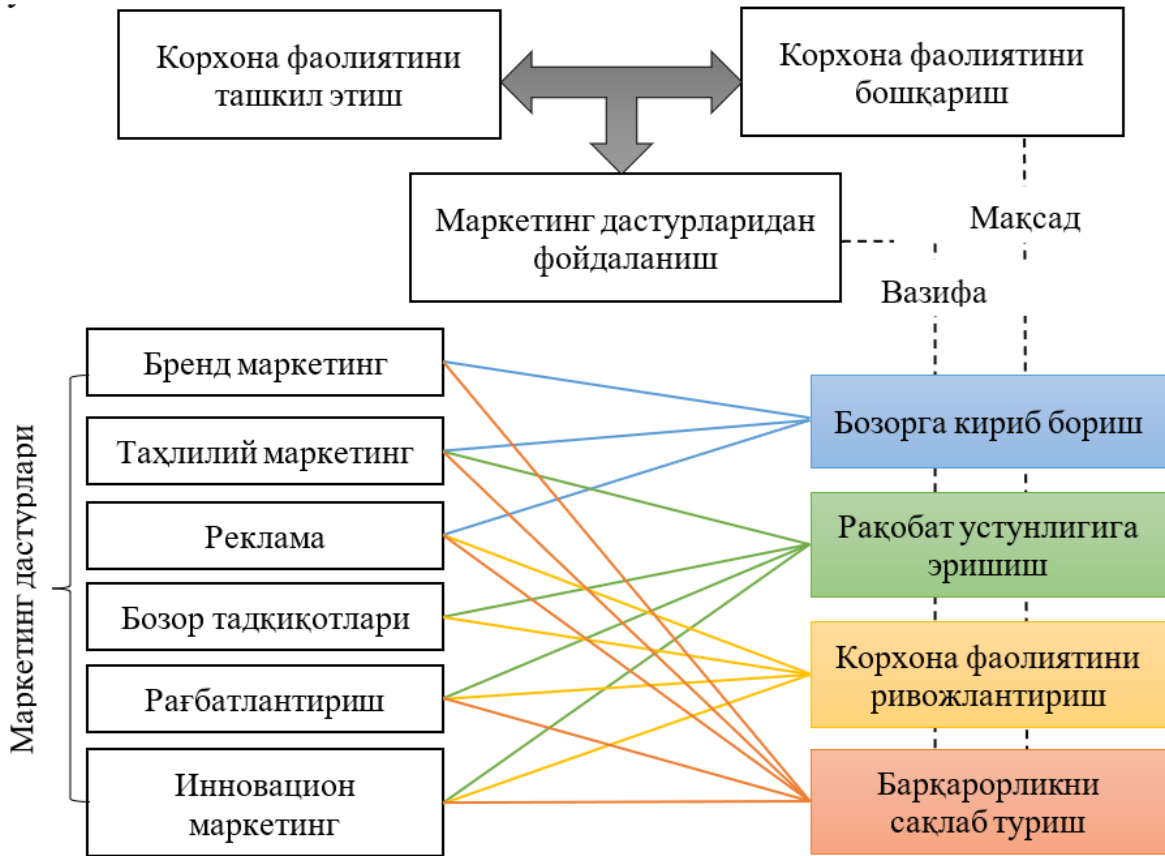 Корхона фаолиятини
ташкил этиш
Корхона фаолиятини
бошқариш
Маркетинг дастурларидан
фойдаланиш
Мақсад
Вазифа
Маркетинг дастурлари
Бренд маркетинг
Таҳлилий маркетинг
Реклама
Бозор тадқиқотлари
Рағбатлантириш
Инновацион
маркетинг
Бозорга кириб бориш
Рақобат устунлигига
эришиш
Корхона фаолиятини
ривожлантириш
Барқарорликни
сақлаб туриш